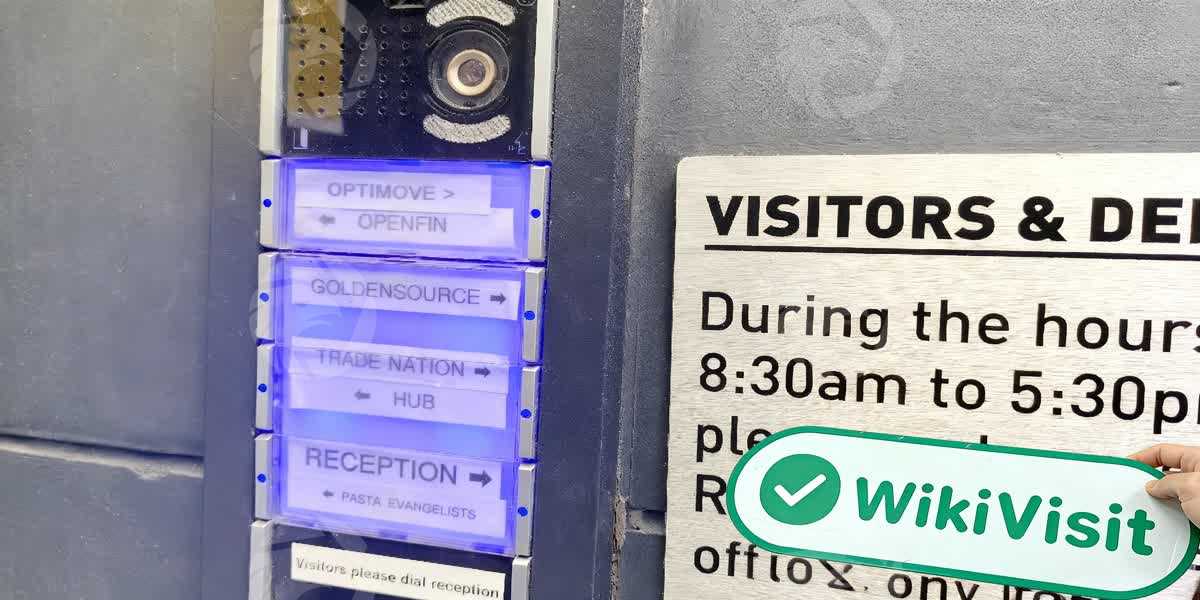 OPTIMOVE >
← OPENFIN
GOLDENSOURCE →
TRADE NATION →
← HUB
RECEPTION →
← PASTA EVANGELISTS
Visitors please dial reception
VISITORS & DE
During the hours
8:30am to 5:30p
ple
R
WikiVisit